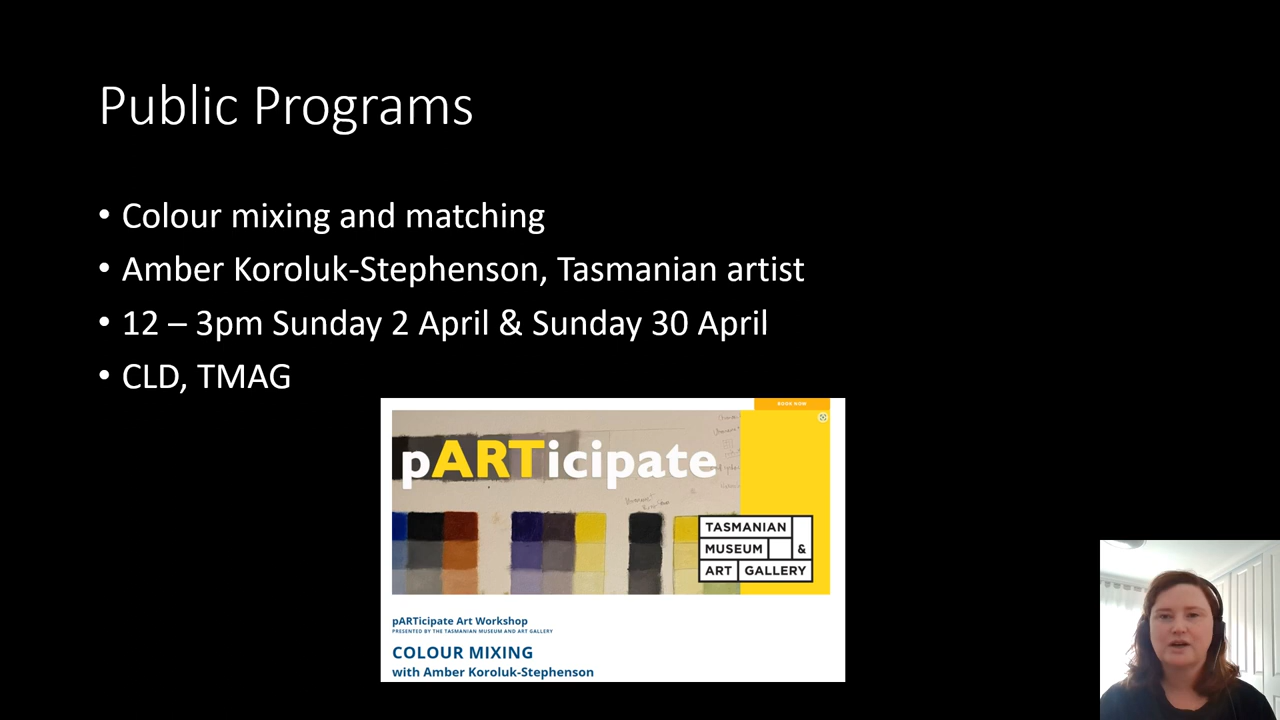 Public Programs
• Colour mixing and matching
• Amber Koroluk-Stephenson, Tasmanian artist
• 12 – 3pm Sunday 2 April & Sunday 30 April
• CLD, TMAG
BOOK NOW
pARTicipate
TASMANIAN
MUSEUM &
ART GALLERY
pARTicipate Art Workshop
PRESENTED BY THE TASMANIAN MUSEUM AND ART GALLERY
COLOUR MIXING
with Amber Koroluk-Stephenson